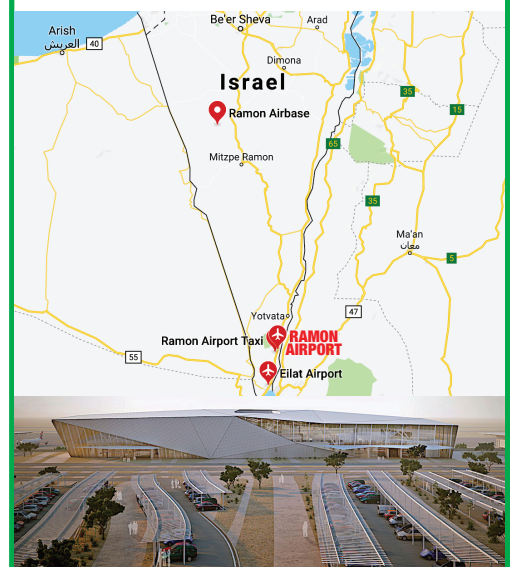 Be'er Sheva
Arad
Arish
العريش
40
Dimona
Israel
35
15
Ramon Airbase
65
Mitzpe Ramon
35
Ma'an
معان
5
Yotvata
47
Ramon Airport Taxi
RAMON
AIRPORT
55
Eilat Airport